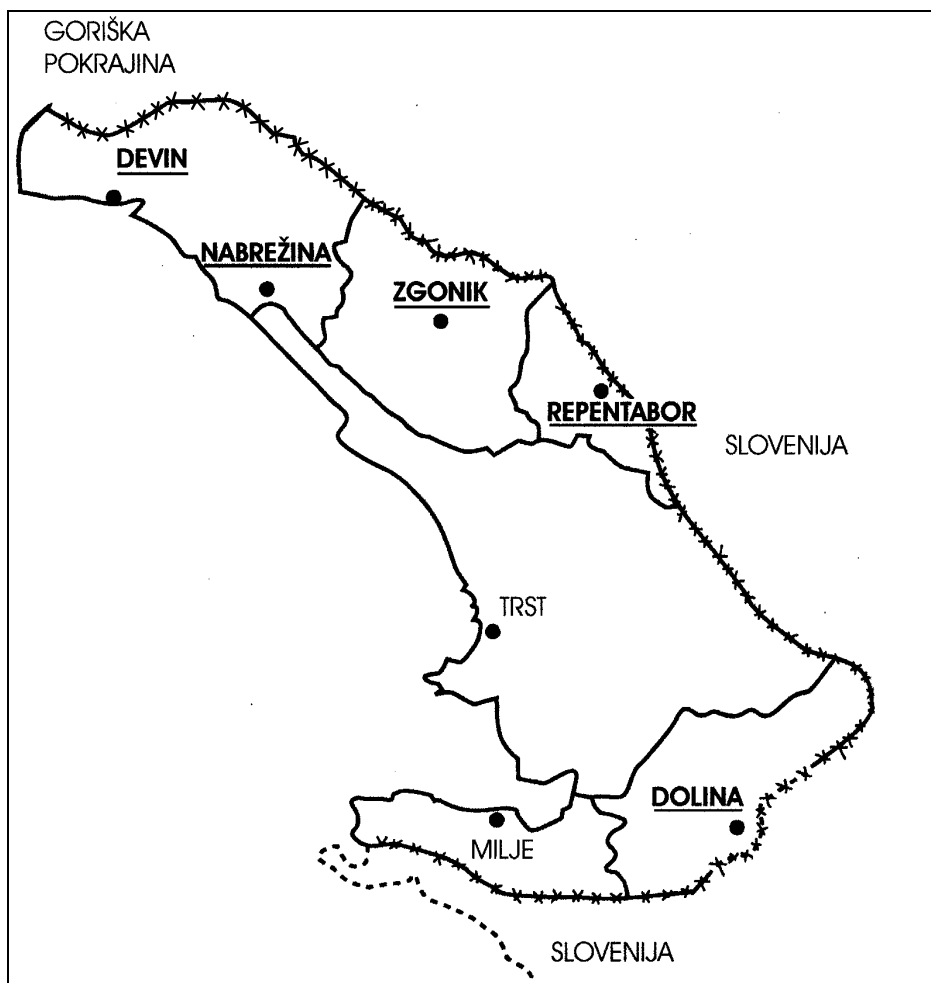 GORIŠKA
POKRAJINA
DEVIN
NABREŽINA
ZGONIK
REPENTABOR
SLOVENIJA
TRST
DOLINA
MILJE
SLOVENIJA